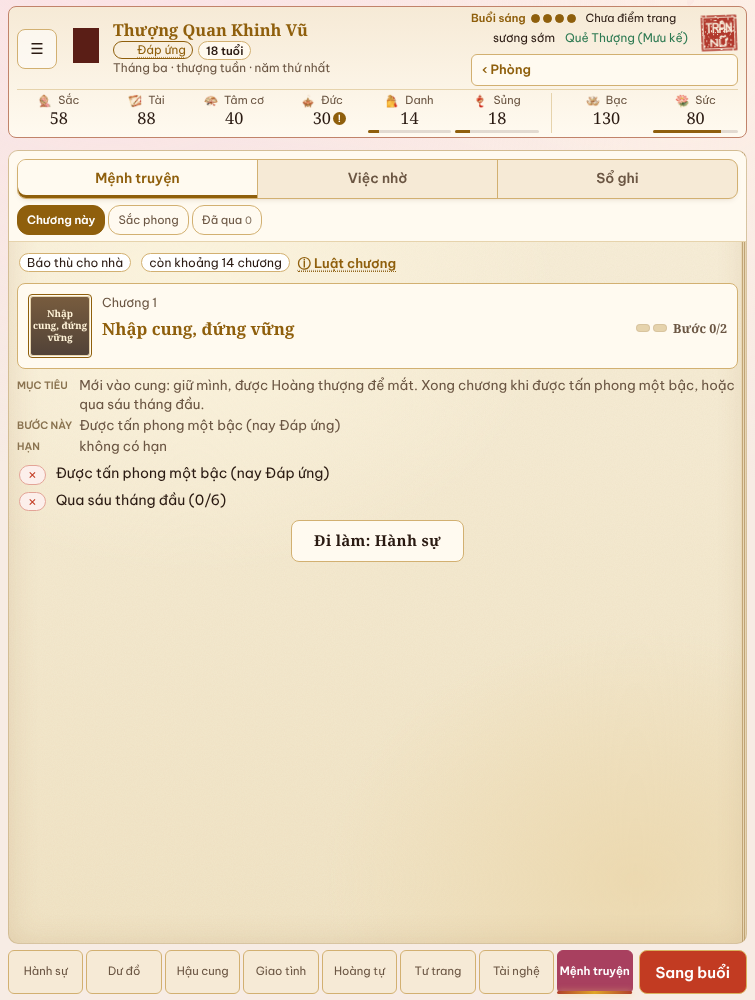 ☰
Thượng Quan Khinh Vũ
Đáp ứng 18 tuổi
Tháng ba · thượng tuần · năm thứ nhất
Buổi sáng Chưa điểm trang
sương sớm Quẻ Thượng (Mưu kế)
TRÂN NỮ
‹ Phòng
Sắc 58
Tài 88
Tâm cơ 40
Đức 30 !
Danh 14
Sủng 18
Bạc 130
Sức 80
Mệnh truyện
Việc nhờ
Sổ ghi
Chương này
Sắc phong
Đã qua 0
Báo thù cho nhà
còn khoảng 14 chương
ⓘ Luật chương
Nhập cung, đứng vững
Chương 1
Nhập cung, đứng vững
Bước 0/2
MỤC TIÊU Mới vào cung: giữ mình, được Hoàng thượng để mắt. Xong chương khi được tấn phong một bậc, hoặc
qua sáu tháng đầu.
BƯỚC NÀY Được tấn phong một bậc (nay Đáp ứng)
HẠN không có hạn
× Được tấn phong một bậc (nay Đáp ứng)
× Qua sáu tháng đầu (0/6)
Đi làm: Hành sự
Hành sự
Dư đồ
Hậu cung
Giao tình
Hoàng tự
Tư trang
Tài nghệ
Mệnh truyện
Sang buổi